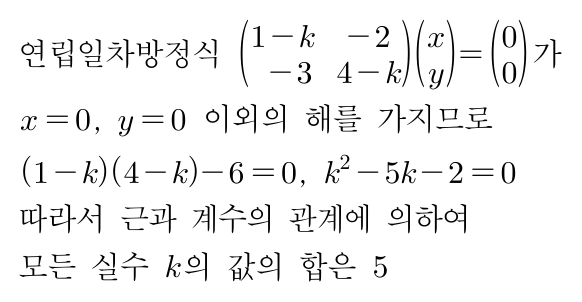 연립일차방정식 $\begin{pmatrix} 1-k & -2 \\ -3 & 4-k \end{pmatrix}\begin{pmatrix} x \\ y \end{pmatrix}=\begin{pmatrix} 0 \\ 0 \end{pmatrix}$가
$x=0$, $y=0$ 이외의 해를 가지므로
$(1-k)(4-k)-6=0$, $k^2-5k-2=0$
따라서 근과 계수의 관계에 의하여
모든 실수 $k$의 값의 합은 5